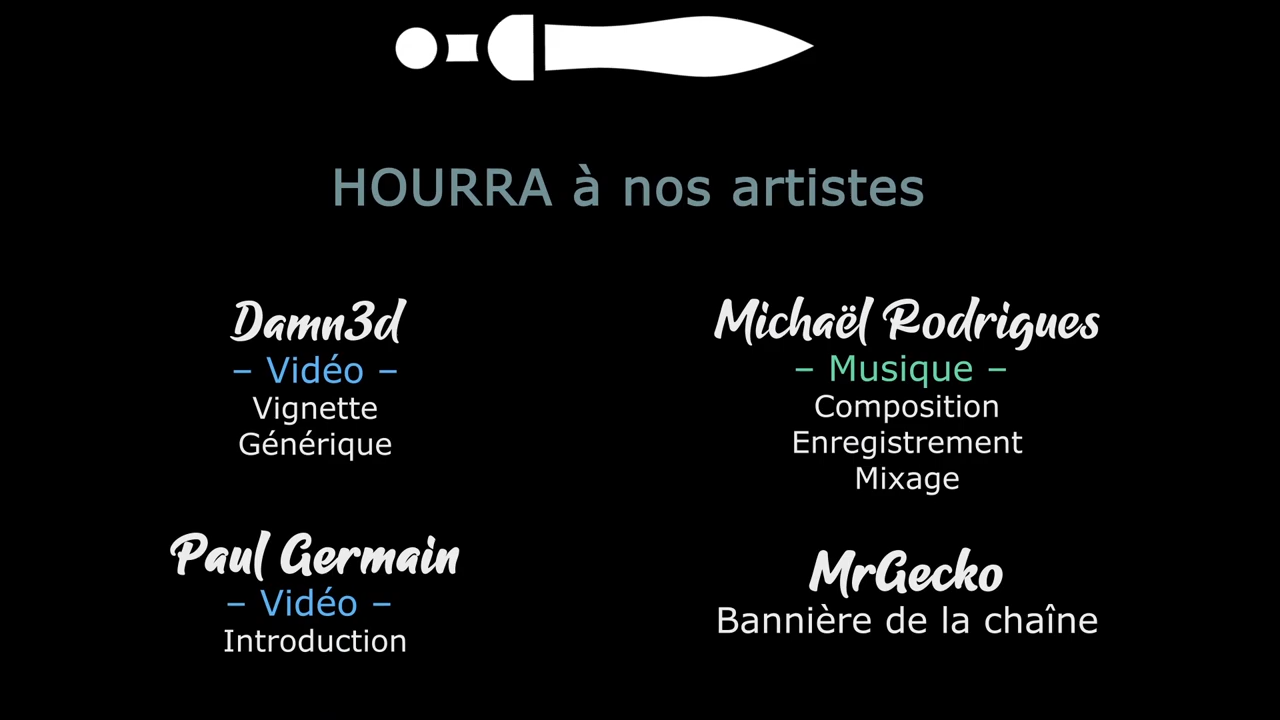 HOURRA à nos artistes
Damn3d
– Vidéo –
Vignette
Générique
Michaël Rodrigues
– Musique –
Composition
Enregistrement
Mixage
Paul Germain
– Vidéo –
Introduction
MrGecko
Bannière de la chaîne